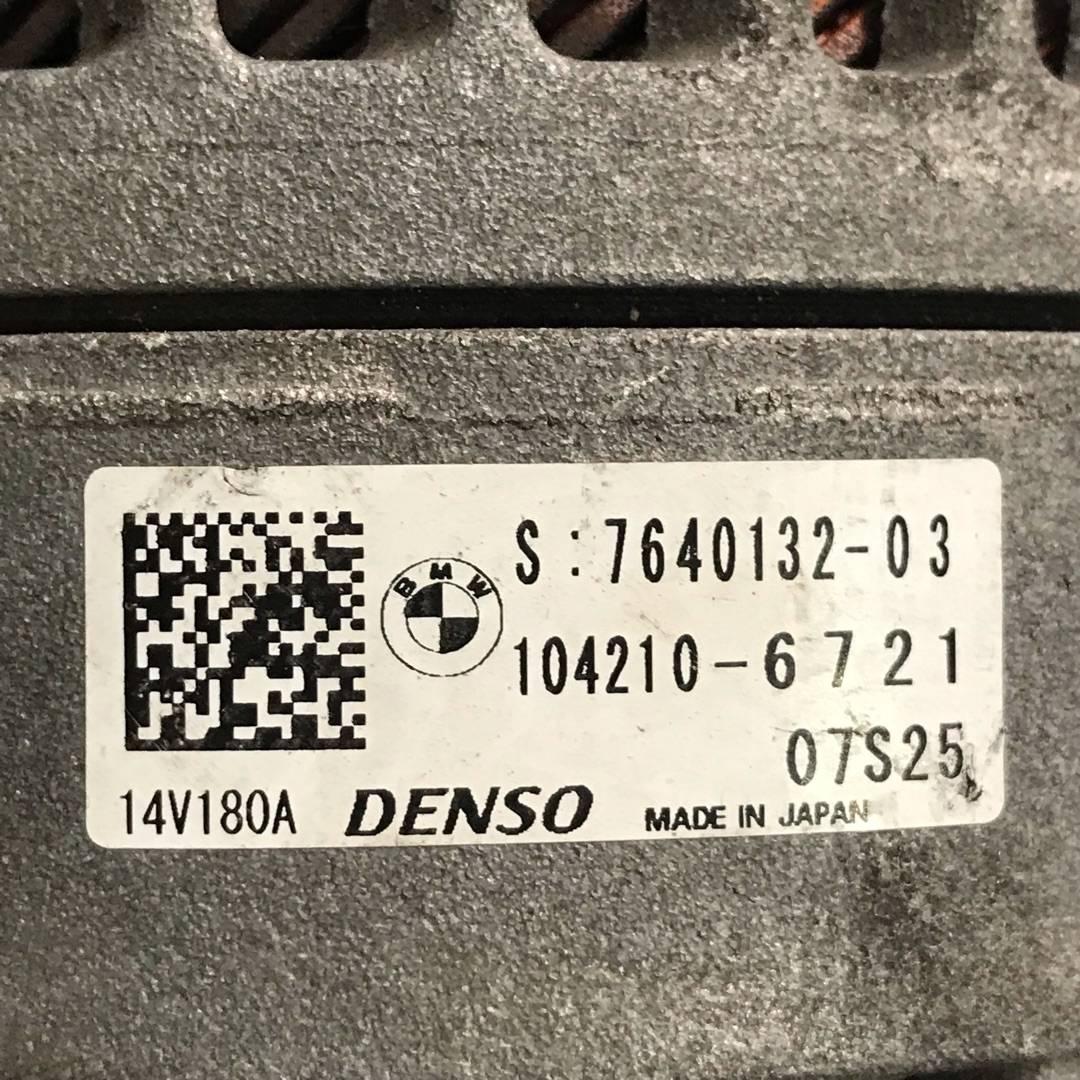 S:7640132-03
BMW
104210-6721
07S25
14V180A DENSO MADE IN JAPAN